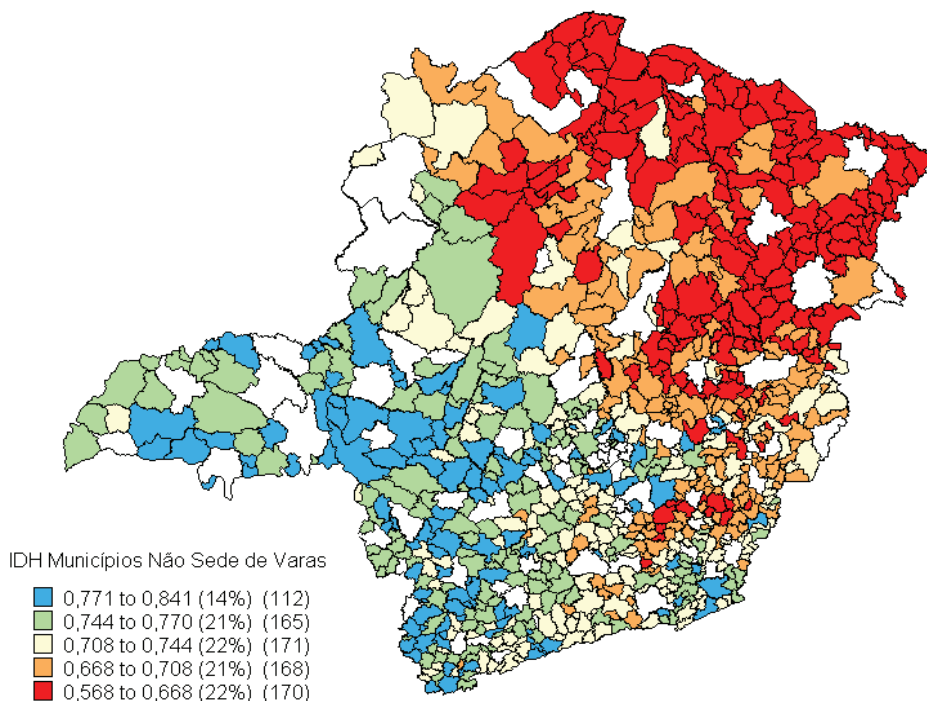 IDH Municípios Não Sede de Varas
0,771 to 0,841 (14%) (112)
0,744 to 0,770 (21%) (165)
0,708 to 0,744 (22%) (171)
0,668 to 0,708 (21%) (168)
0,568 to 0,668 (22%) (170)